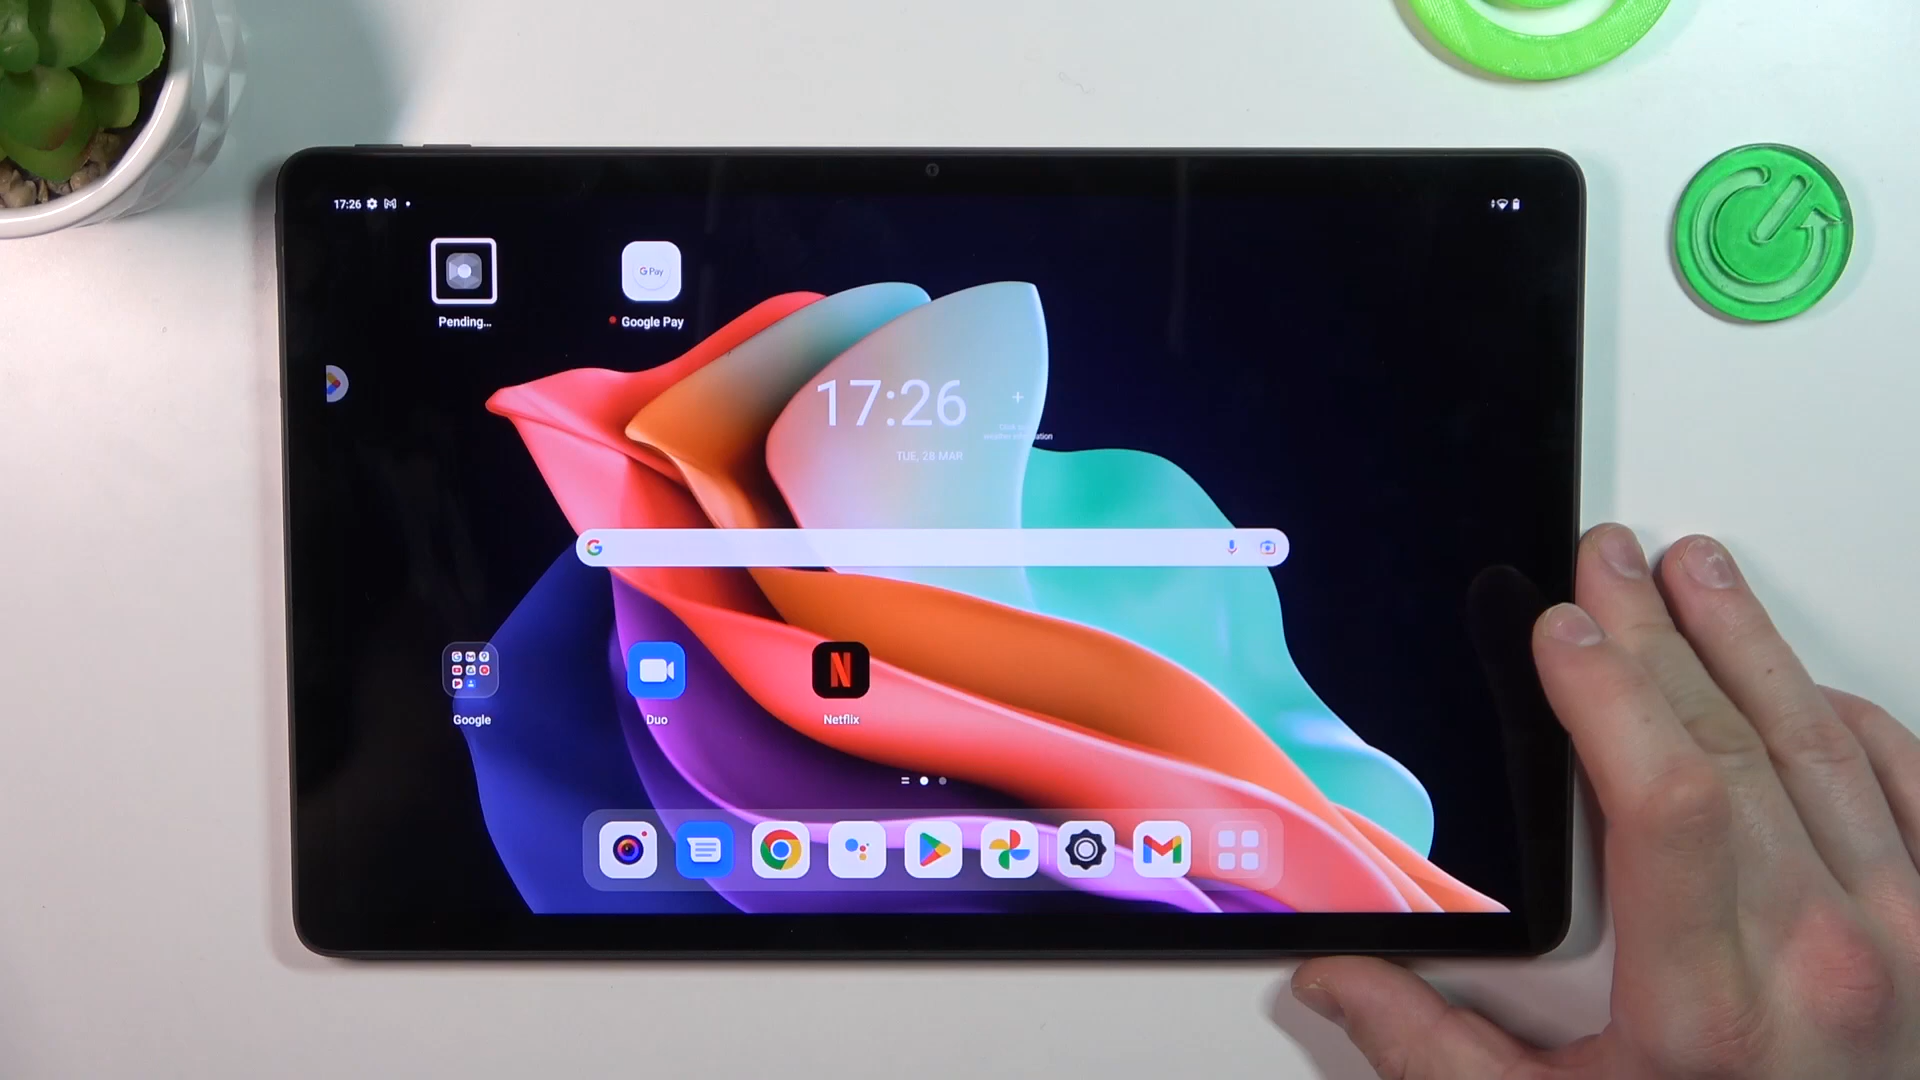 17:26
Pending...
G Pay
Google Pay
17:26
TUE, 28 MAR
Google
Duo
N
Netflix